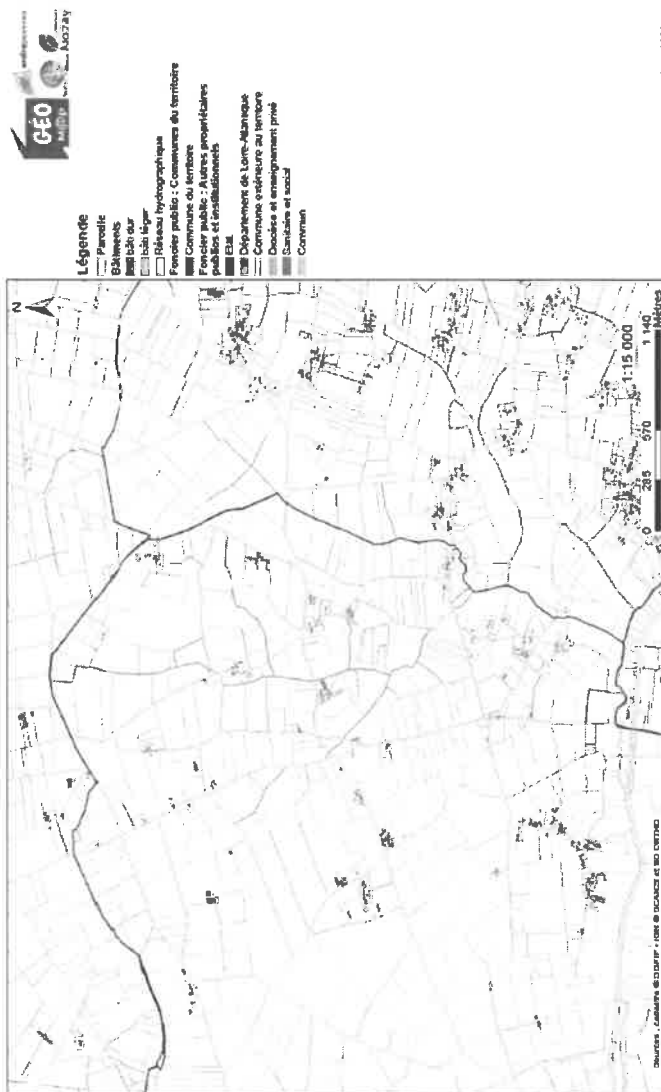 GÉO
Légende
Parcelle
Bâtiments
bâti dur
bâti léger
Réseau hydrographique
Foncier public : Communes du territoire
Commune du territoire
Foncier public : Autres propriétaires
publics et institutionnels
Etat
Département de Loire-Atlantique
Commune extérieure au territoire
Diocèse et enseignement privé
Sanitaire et social
Commun
N
1:15 000
0 285 570 1 140
Mètres